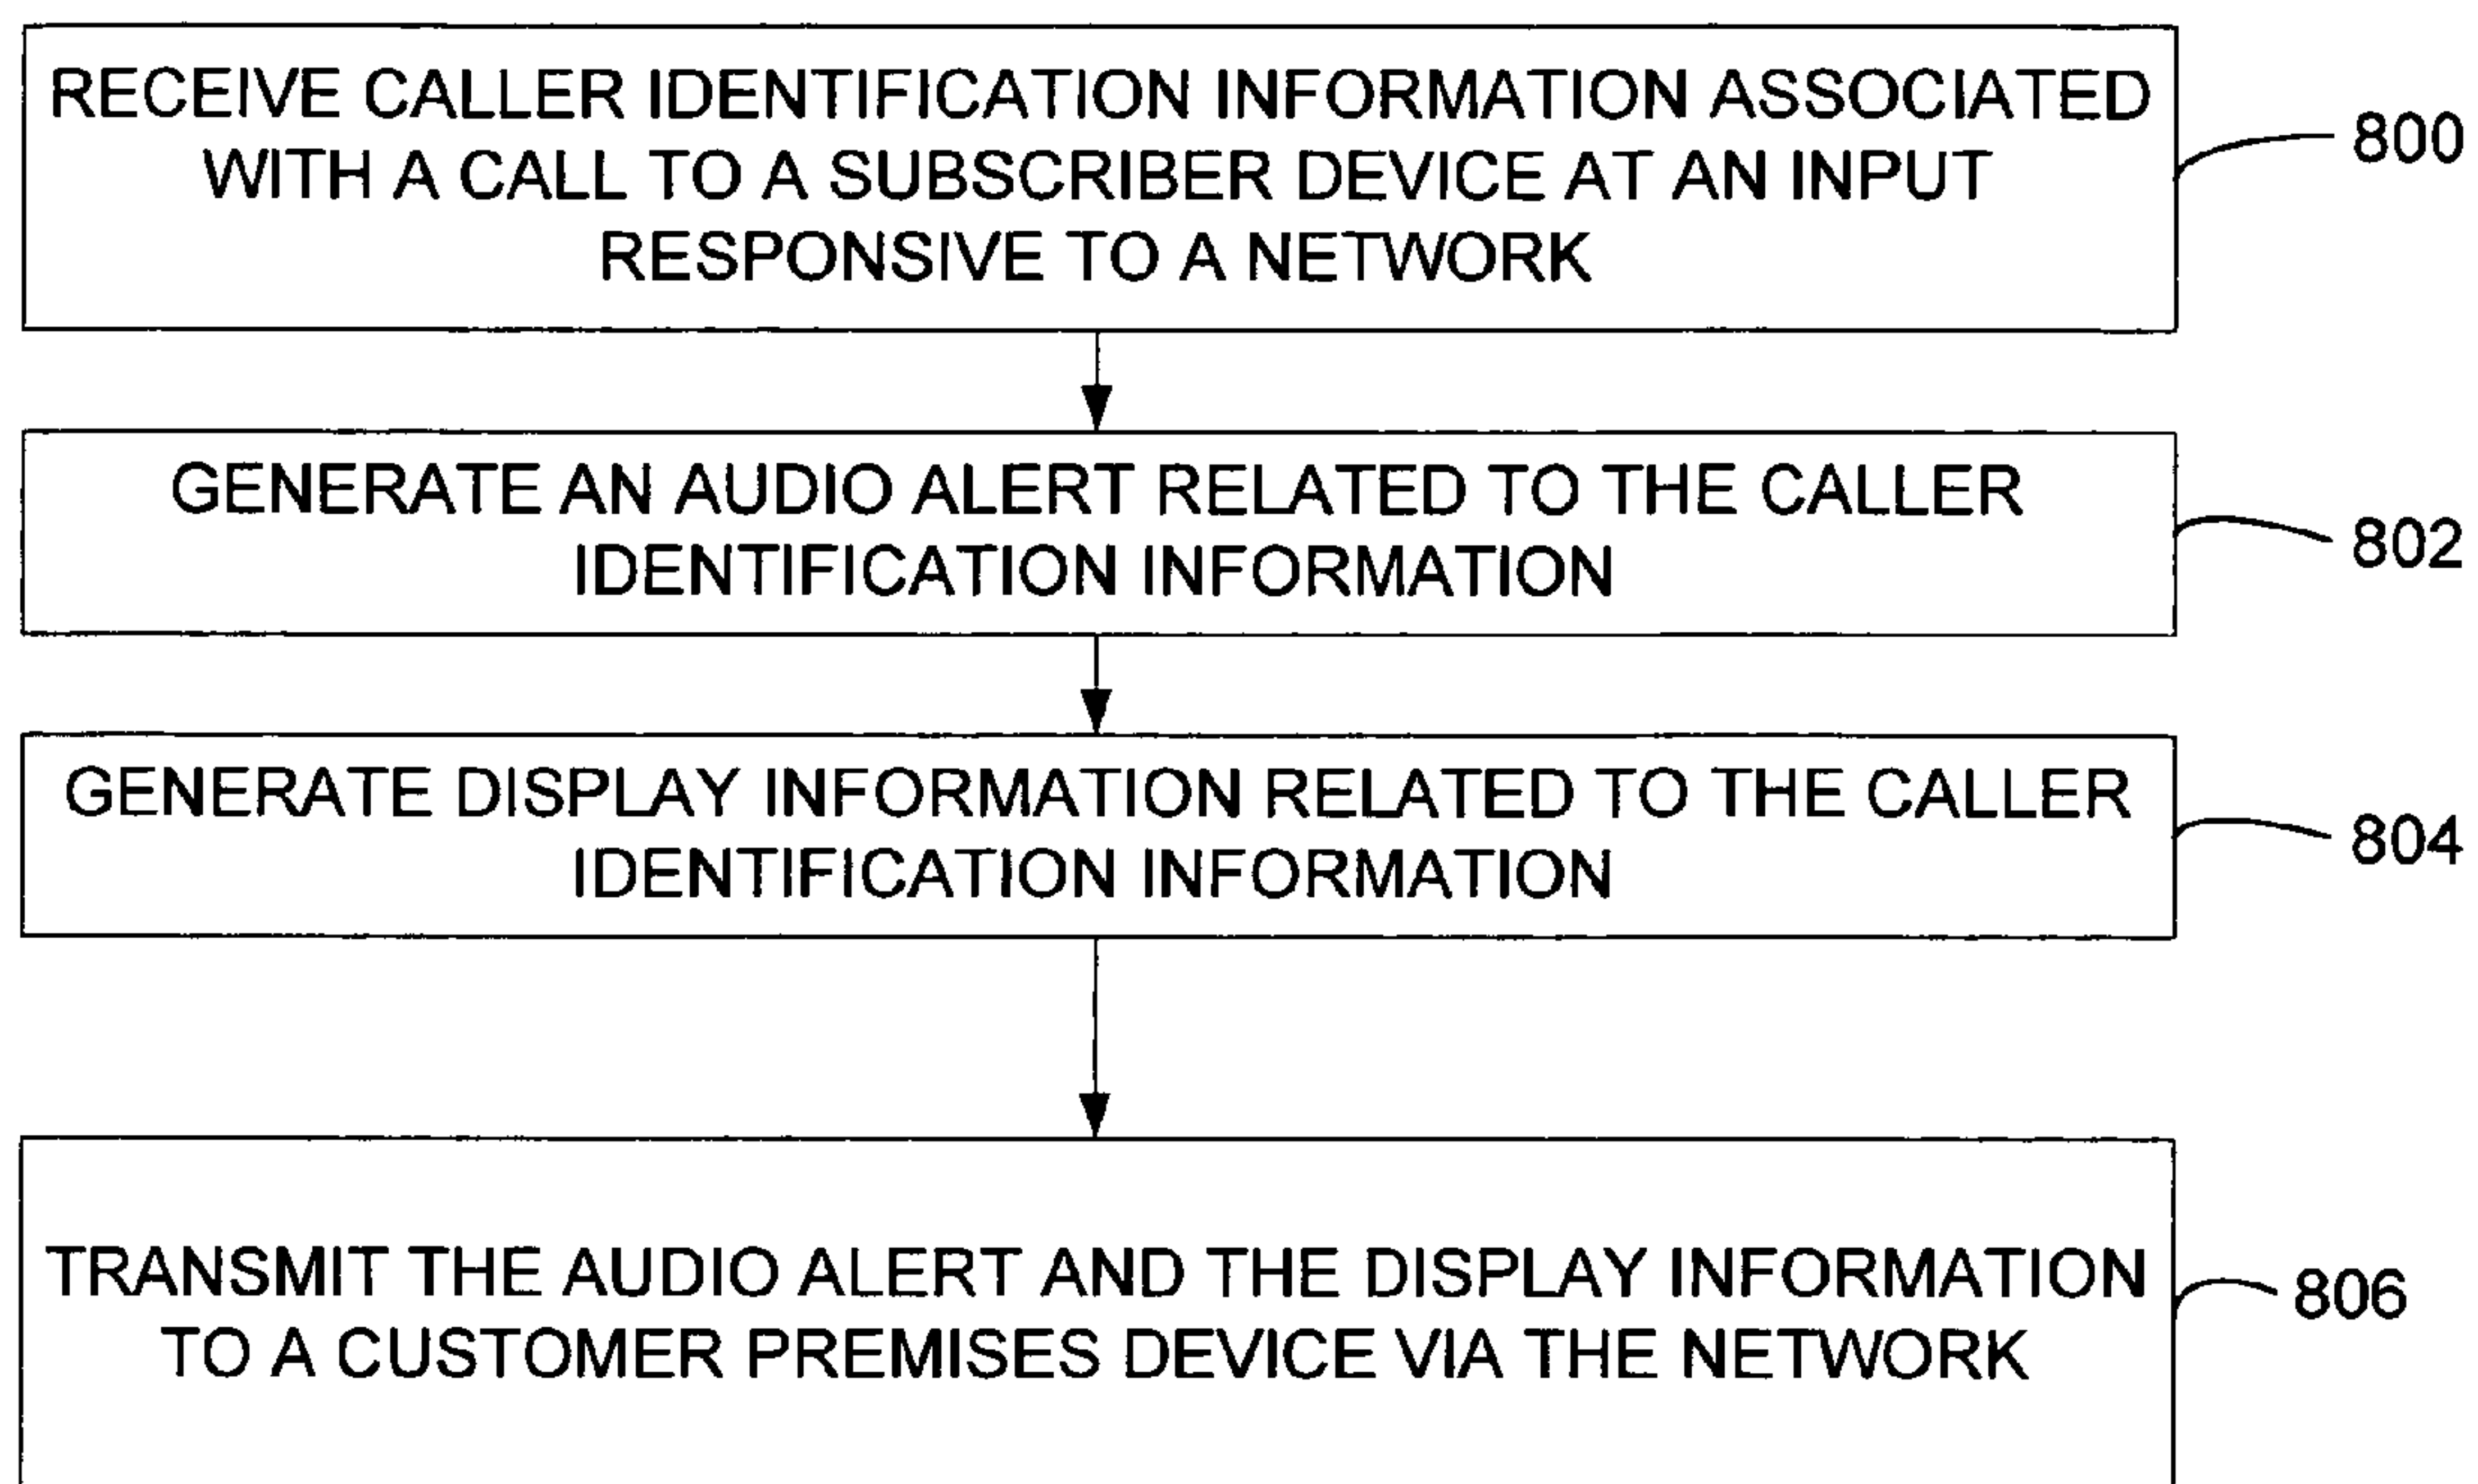 RECEIVE CALLER IDENTIFICATION INFORMATION ASSOCIATED
WITH A CALL TO A SUBSCRIBER DEVICE AT AN INPUT
RESPONSIVE TO A NETWORK
800
GENERATE AN AUDIO ALERT RELATED TO THE CALLER
IDENTIFICATION INFORMATION
802
GENERATE DISPLAY INFORMATION RELATED TO THE CALLER
IDENTIFICATION INFORMATION
804
TRANSMIT THE AUDIO ALERT AND THE DISPLAY INFORMATION
TO A CUSTOMER PREMISES DEVICE VIA THE NETWORK
806